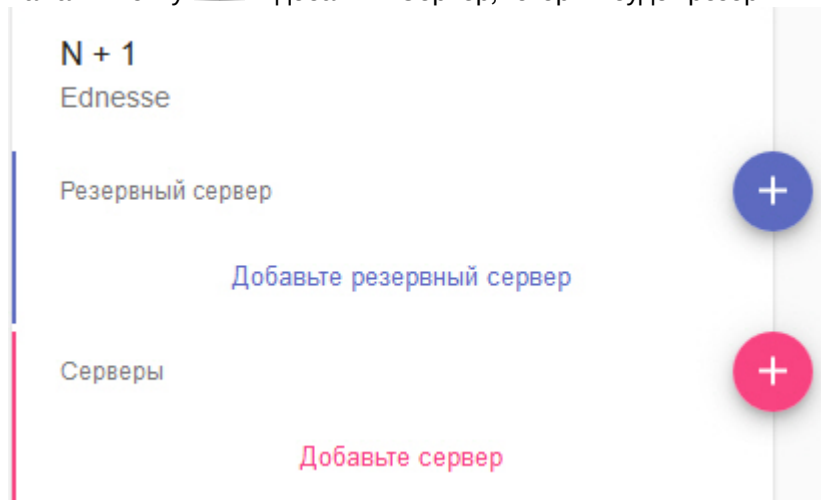 N + 1
Ednesse
Резервный сервер
Добавьте резервный сервер
Серверы
Добавьте сервер